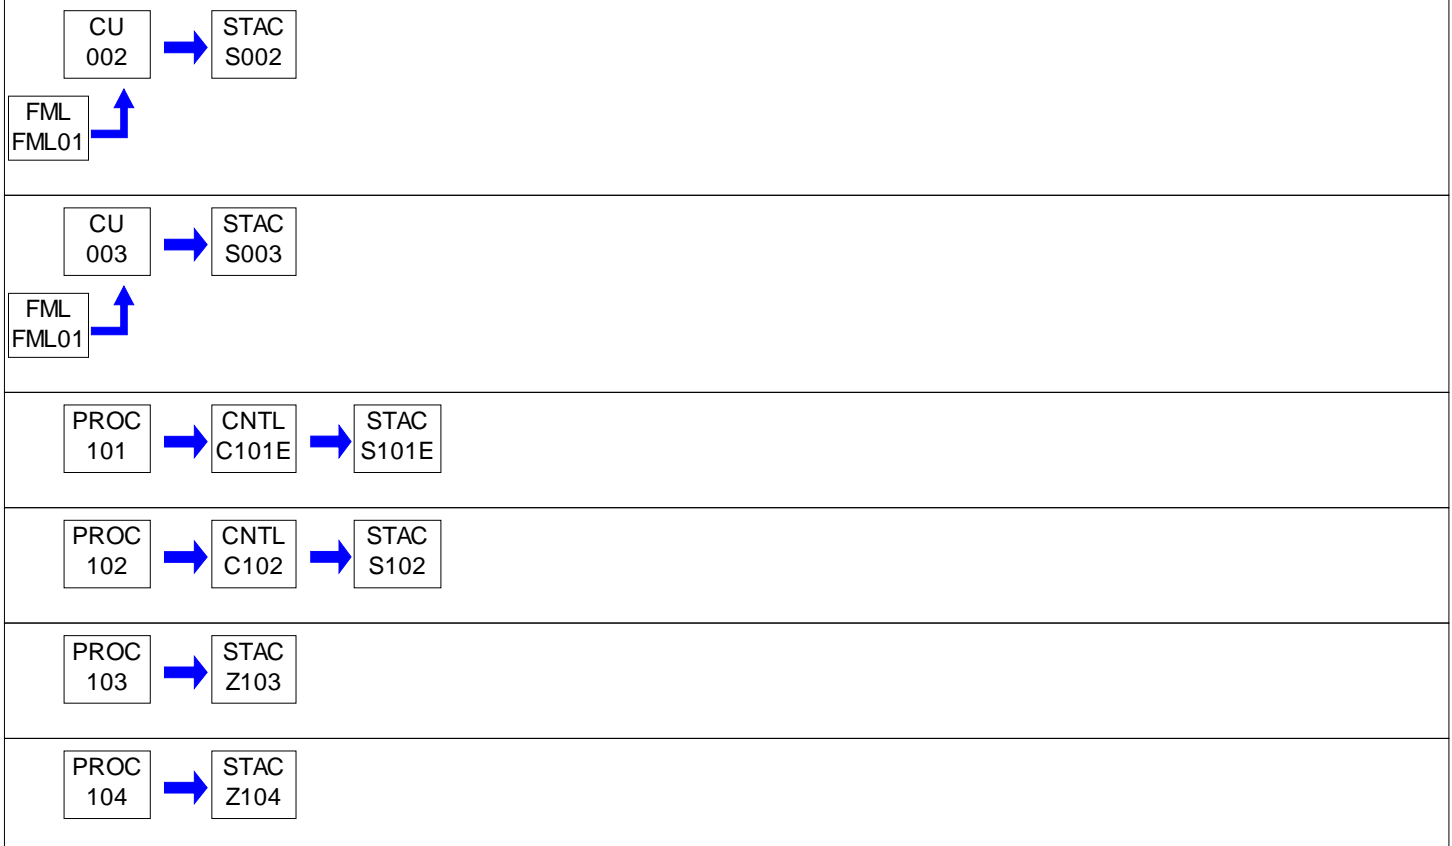 CU
002
STAC
S002
FML
FML01
CU
003
STAC
S003
FML
FML01
PROC
101
CNTL
C101E
STAC
S101E
PROC
102
CNTL
C102
STAC
S102
PROC
103
STAC
Z103
PROC
104
STAC
Z104